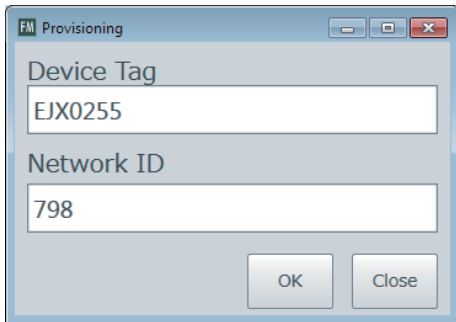 FM Provisioning
Device Tag
EJX0255
Network ID
798
OK Close